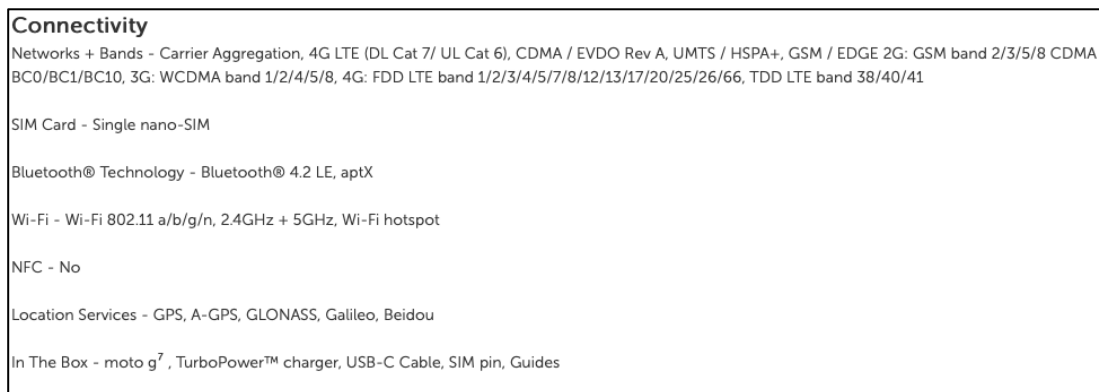 Connectivity
Networks + Bands - Carrier Aggregation, 4G LTE (DL Cat 7/ UL Cat 6), CDMA / EVDO Rev A, UMTS / HSPA+, GSM / EDGE 2G: GSM band 2/3/5/8 CDMA
BC0/BC1/BC10, 3G: WCDMA band 1/2/4/5/8, 4G: FDD LTE band 1/2/3/4/5/7/8/12/13/17/20/25/26/66, TDD LTE band 38/40/41
SIM Card - Single nano-SIM
Bluetooth® Technology - Bluetooth® 4.2 LE, aptX
Wi-Fi - Wi-Fi 802.11 a/b/g/n, 2.4GHz + 5GHz, Wi-Fi hotspot
NFC - No
Location Services - GPS, A-GPS, GLONASS, Galileo, Beidou
In The Box - moto g⁷ , TurboPower™ charger, USB-C Cable, SIM pin, Guides